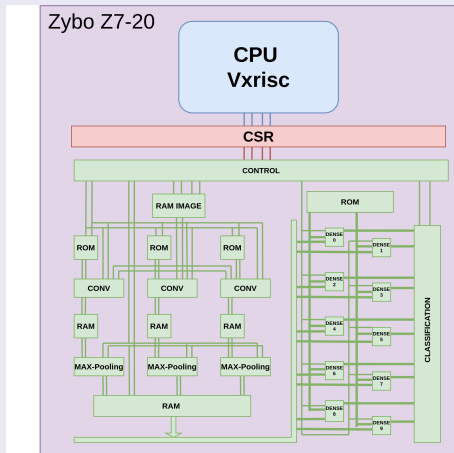 Zybo Z7-20
CPU
Vxrisc
CSR
CONTROL
RAM IMAGE
ROM
ROM
ROM
ROM
CONV
CONV
CONV
RAM
RAM
RAM
MAX-Pooling
MAX-Pooling
MAX-Pooling
RAM
DENSE
0
DENSE
1
DENSE
2
DENSE
3
DENSE
4
DENSE
5
DENSE
6
DENSE
7
DENSE
8
DENSE
9
CLASSIFICATION